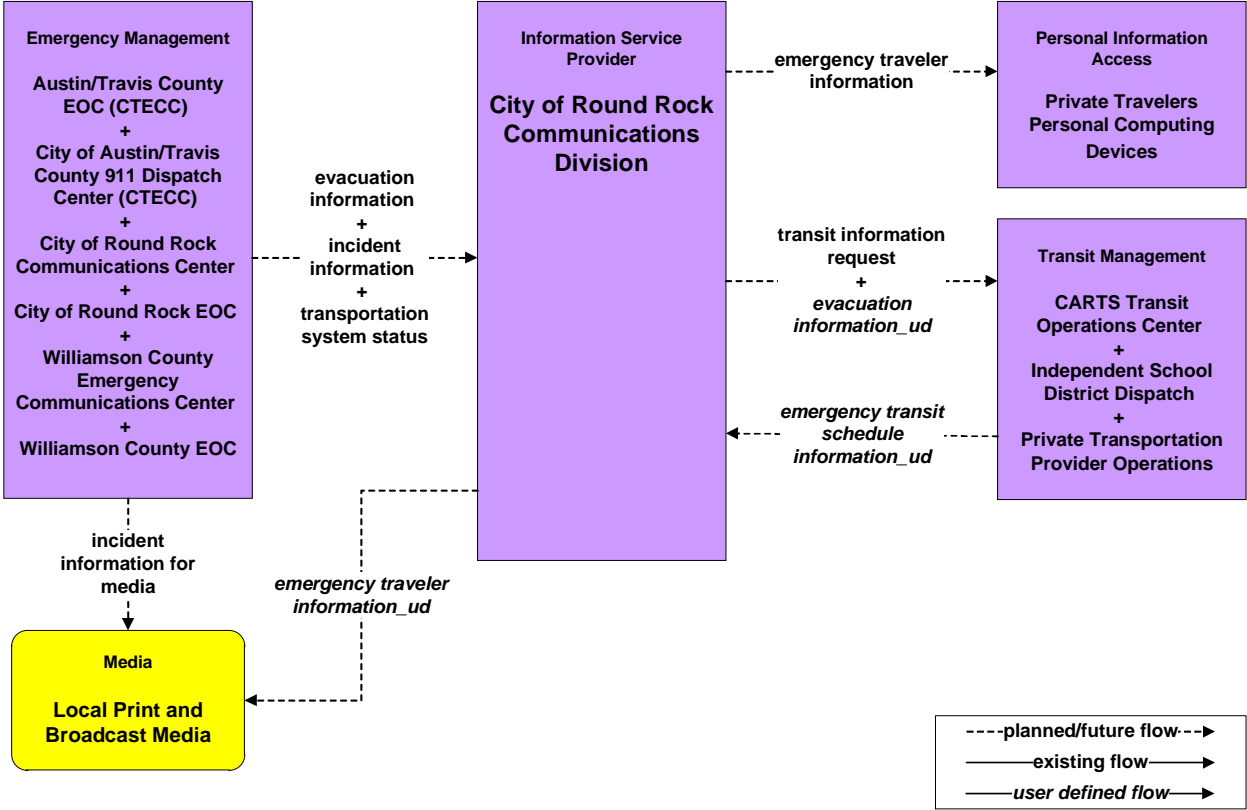 Emergency Management
Austin/Travis County
EOC (CTECC)
+
City of Austin/Travis
County 911 Dispatch
Center (CTECC)
+
City of Round Rock
Communications Center
+
City of Round Rock EOC
+
Williamson County
Emergency
Communications Center
+
Williamson County EOC
evacuation
information
+
incident
information
+
transportation
system status
Information Service
Provider
City of Round Rock
Communications
Division
emergency traveler
information
Personal Information
Access
Private Travelers
Personal Computing
Devices
transit information
request
+
evacuation
information_ud
Transit Management
CARTS Transit
Operations Center
+
Independent School
District Dispatch
+
Private Transportation
Provider Operations
emergency transit
schedule
information_ud
incident
information for
media
emergency traveler
information_ud
Media
Local Print and
Broadcast Media
planned/future flow
existing flow
user defined flow